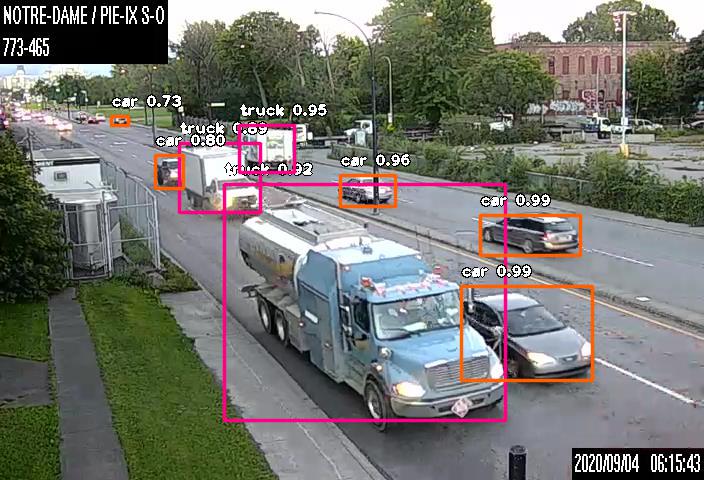 NOTRE-DAME / PIE-IX S-O
773-465
car 0.73
truck 0.95
truck 0.89
car 0.80
truck 0.92
car 0.96
car 0.99
car 0.99
2020/09/04 06:15:43